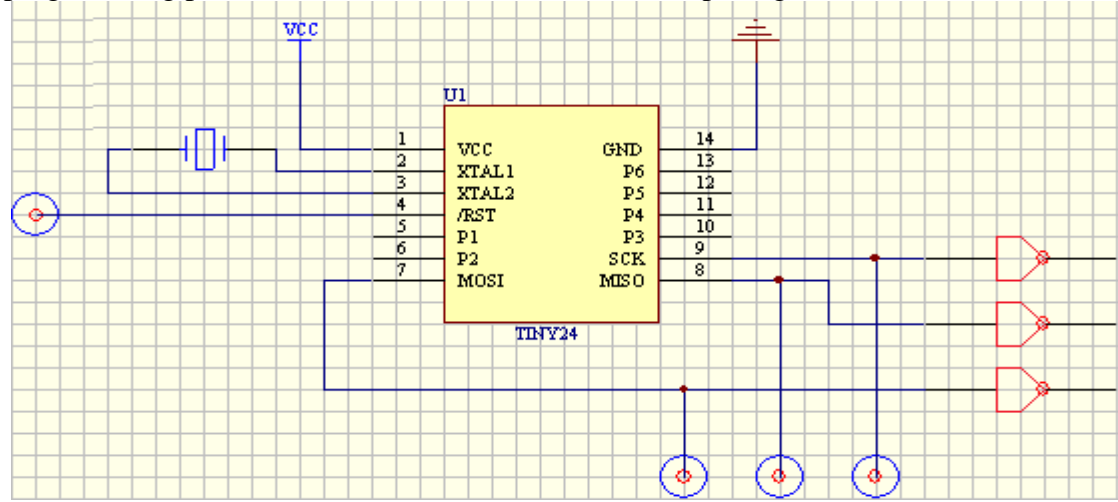 VCC
U1
1 VCC GND 14
2 XTAL1 P6 13
3 XTAL2 P5 12
4 /RST P4 11
5 P1 P3 10
6 P2 SCK 9
7 MOSI MISO 8
TINY24